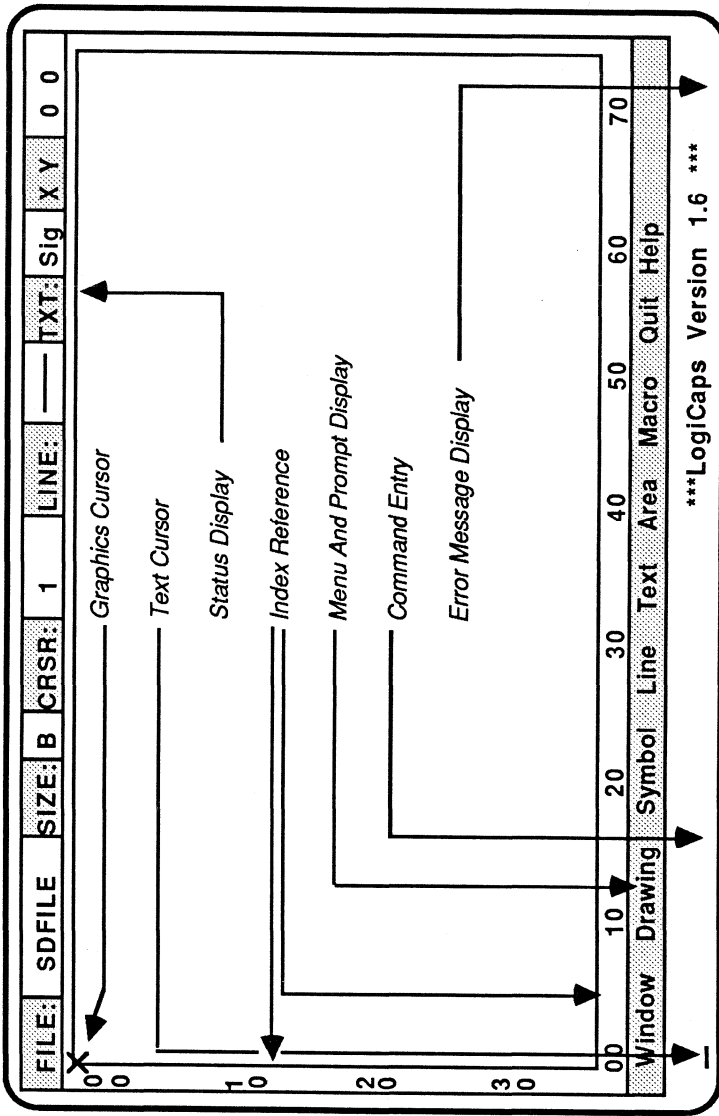 FILE: SDFILE SIZE: B CRSR: 1 LINE: TXT: Sig X Y 0 0
Graphics Cursor
Text Cursor
Status Display
Index Reference
Menu And Prompt Display
Command Entry
Error Message Display
00
10
20
30
00 10 20 30 40 50 60 70
Window Drawing Symbol Line Text Area Macro Quit Help
***LogiCaps Version 1.6 ***